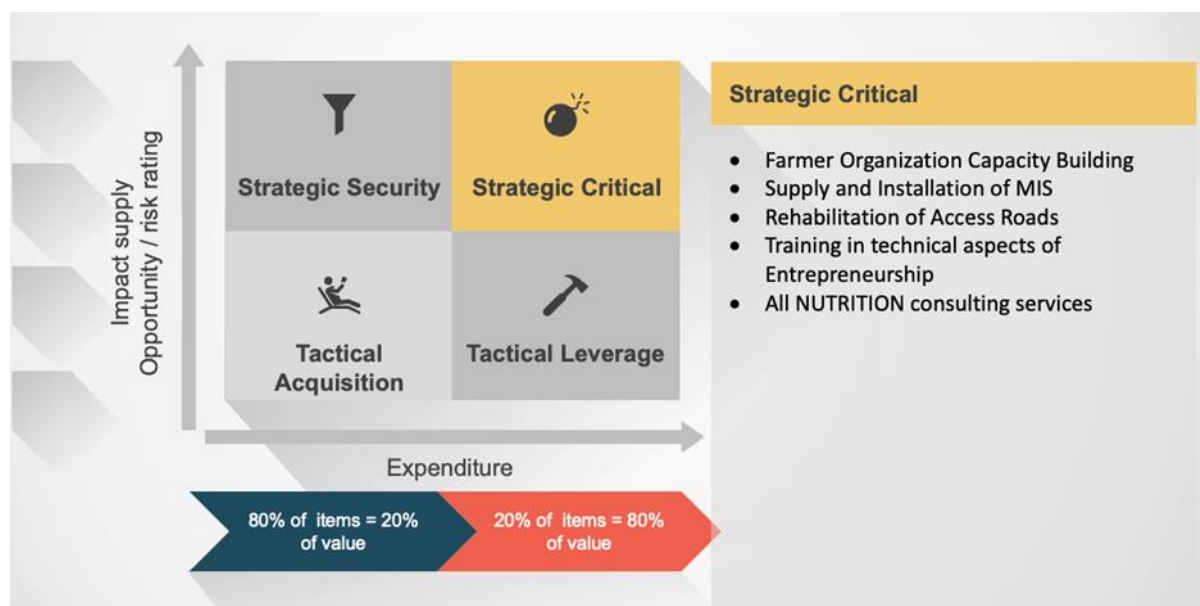 Impact supply
Opportunity / risk rating
Strategic Security
Strategic Critical
Tactical
Acquisition
Tactical Leverage
Expenditure
80% of items = 20%
of value
20% of items = 80%
of value
Strategic Critical
● Farmer Organization Capacity Building
● Supply and Installation of MIS
● Rehabilitation of Access Roads
● Training in technical aspects of
Entrepreneurship
● All NUTRITION consulting services